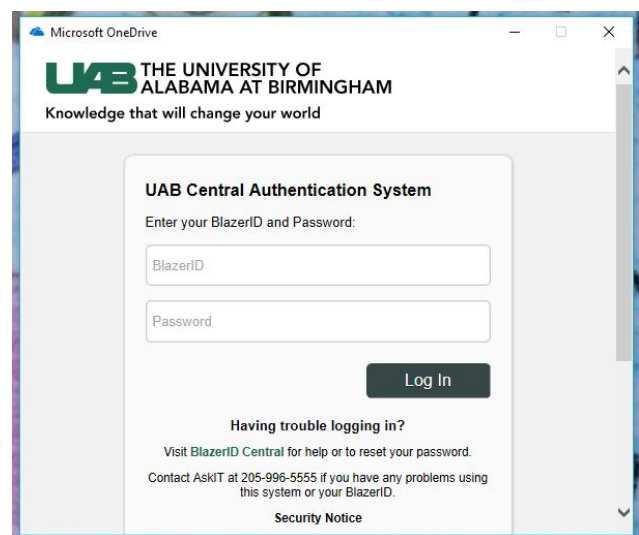 Microsoft OneDrive
UAB THE UNIVERSITY OF
ALABAMA AT BIRMINGHAM
Knowledge that will change your world
UAB Central Authentication System
Enter your BlazerID and Password:
BlazerID
Password
Log In
Having trouble logging in?
Visit BlazerID Central for help or to reset your password.
Contact AskIT at 205-996-5555 if you have any problems using
this system or your BlazerID.
Security Notice